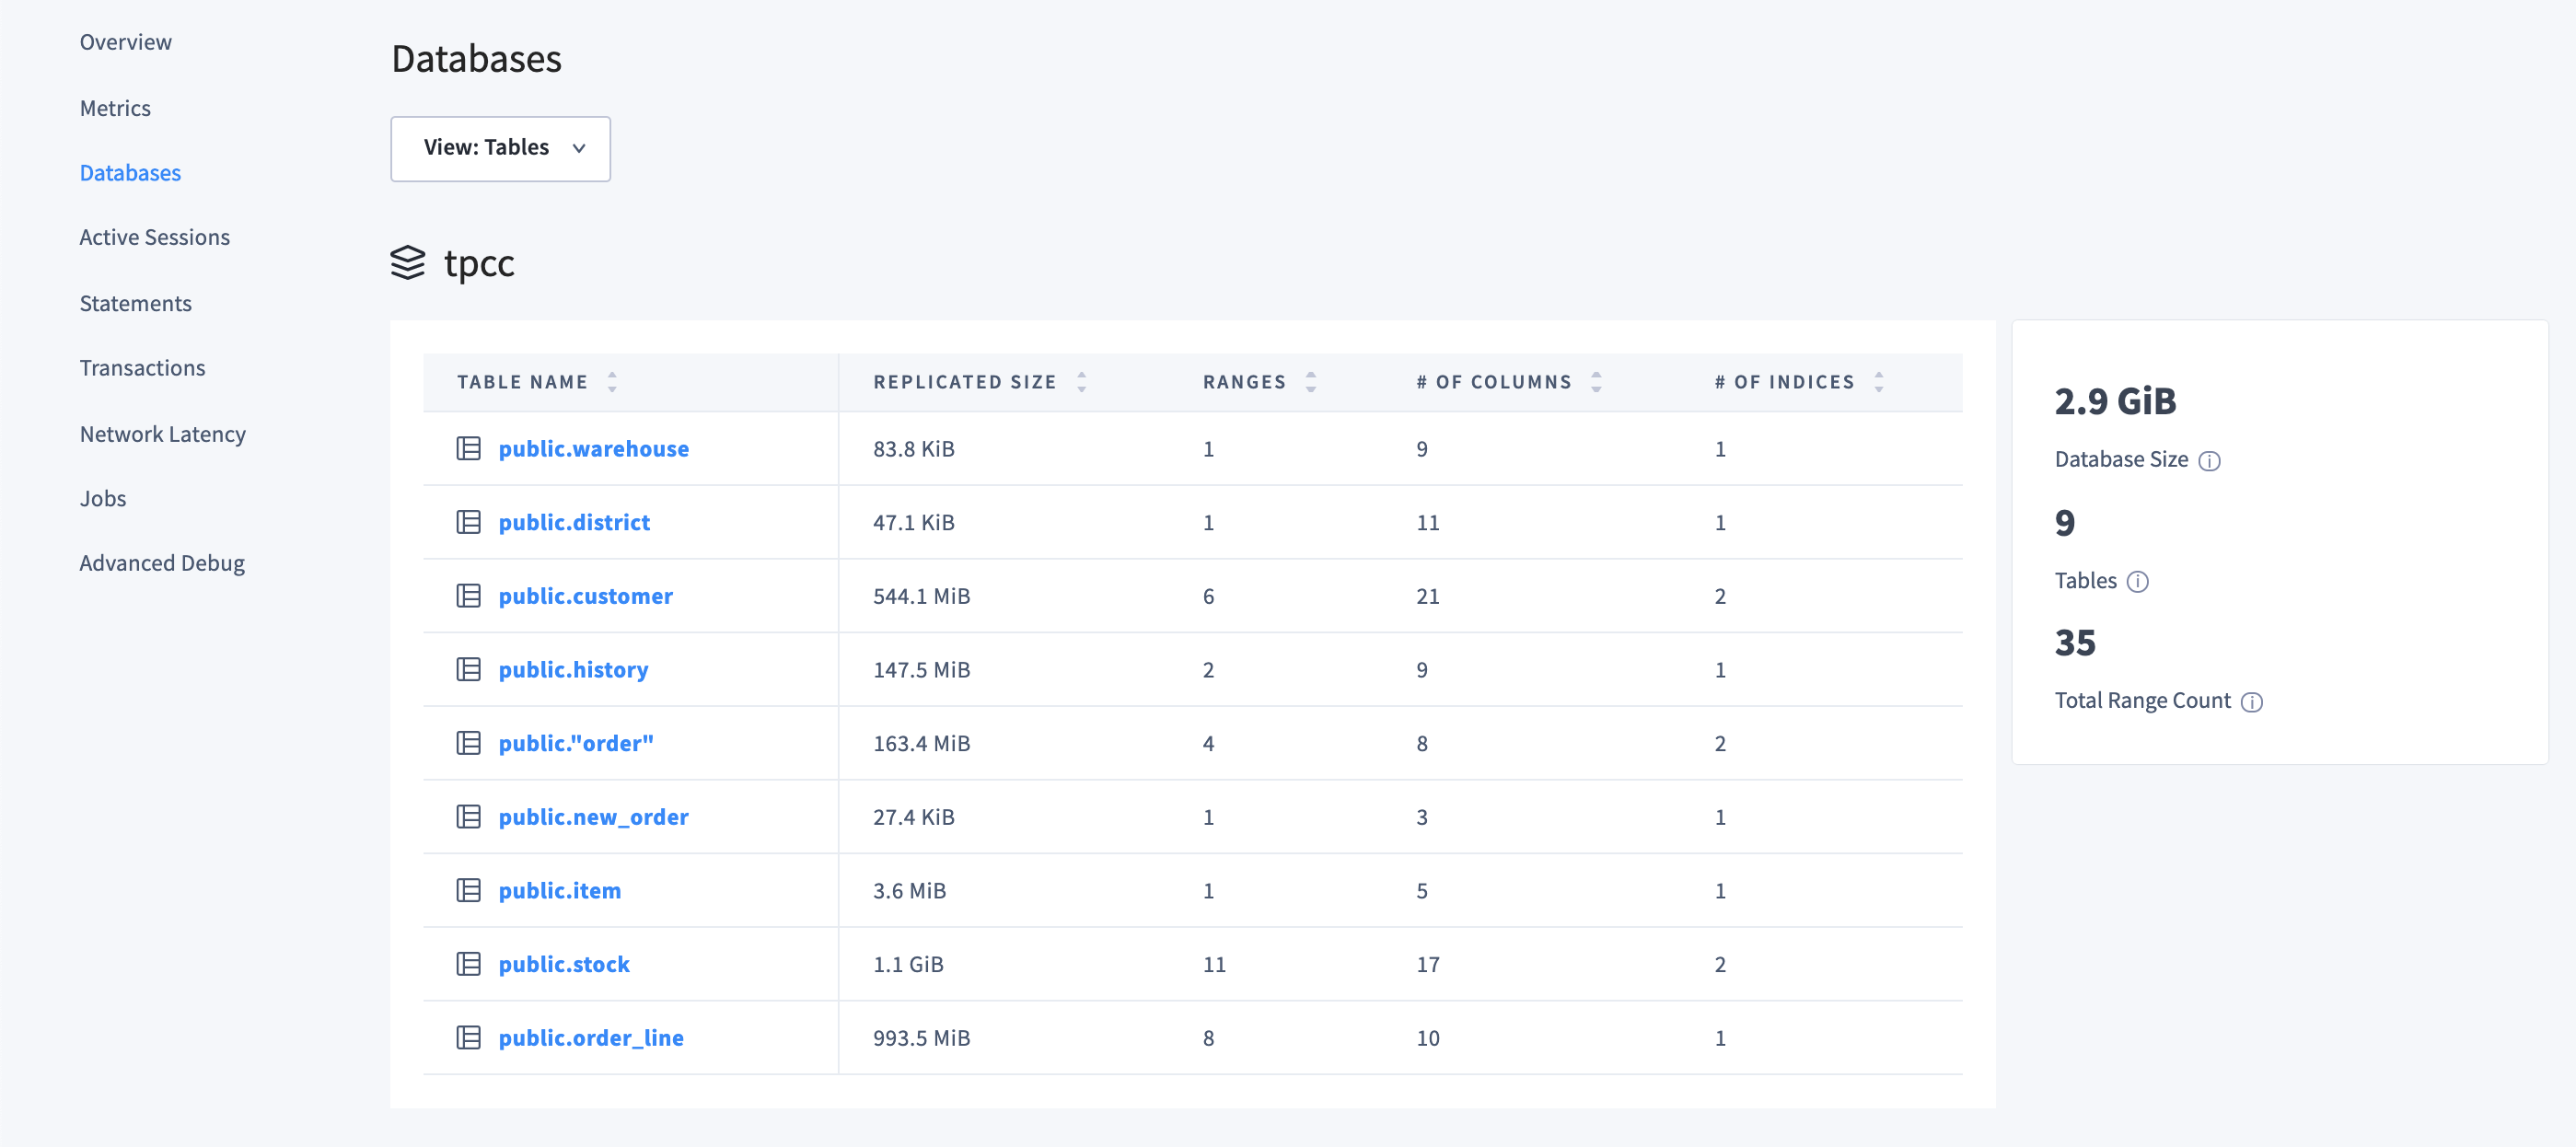 Overview
Metrics
Databases
Active Sessions
Statements
Transactions
Network Latency
Jobs
Advanced Debug
Databases
View: Tables
tpcc
TABLE NAME REPLICATED SIZE RANGES # OF COLUMNS # OF INDICES
public.warehouse 83.8 KiB 1 9 1
public.district 47.1 KiB 1 11 1
public.customer 544.1 MiB 6 21 2
public.history 147.5 MiB 2 9 1
public."order" 163.4 MiB 4 8 2
public.new_order 27.4 KiB 1 3 1
public.item 3.6 MiB 1 5 1
public.stock 1.1 GiB 11 17 2
public.order_line 993.5 MiB 8 10 1
2.9 GiB
Database Size
9
Tables
35
Total Range Count